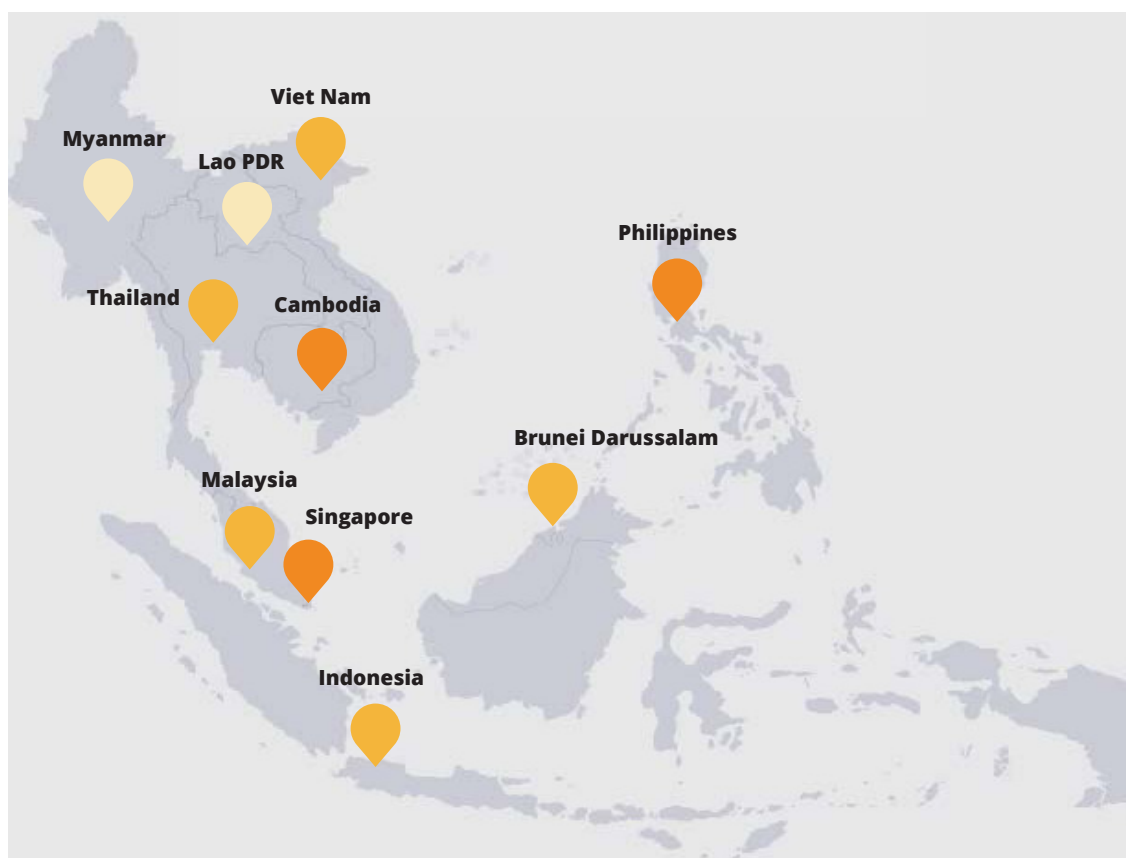 Viet Nam
Myanmar
Lao PDR
Philippines
Thailand
Cambodia
Brunei Darussalam
Malaysia
Singapore
Indonesia